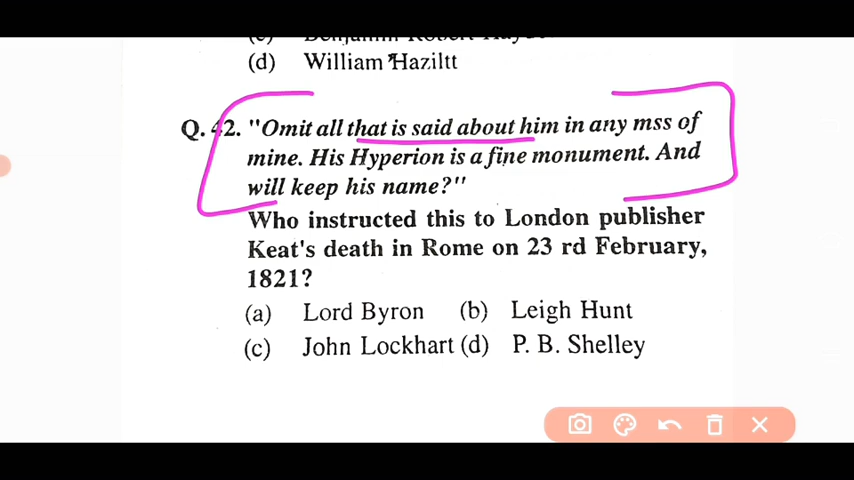 (d) William Haziltt
Q. 42. "Omit all that is said about him in any mss of
mine. His Hyperion is a fine monument. And
will keep his name?"
Who instructed this to London publisher
Keat's death in Rome on 23 rd February,
1821?
(a) Lord Byron (b) Leigh Hunt
(c) John Lockhart (d) P. B. Shelley